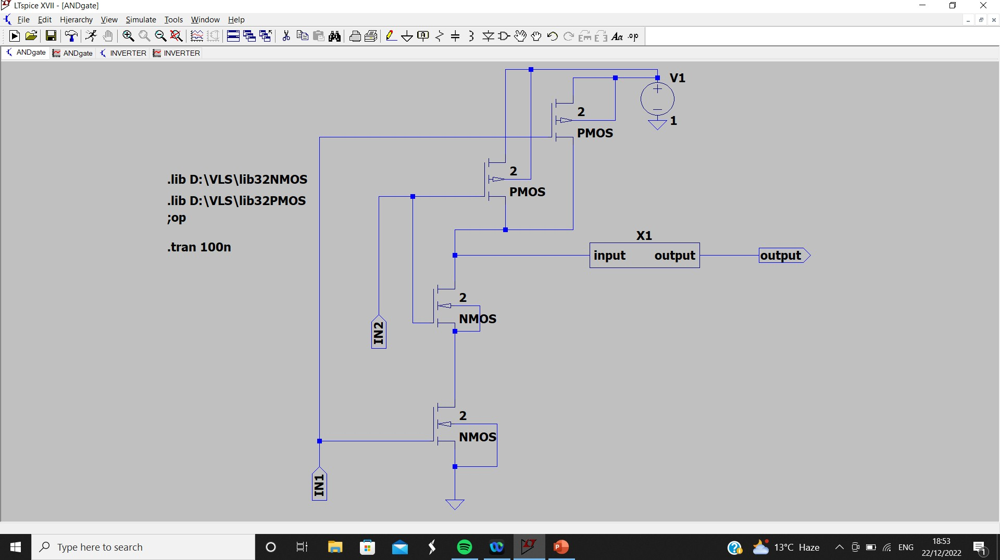 LTspice XVII - [ANDgate]
File Edit Hierarchy View Simulate Tools Window Help
ANDgate ANDgate INVERTER INVERTER
V1
1
2
PMOS
2
PMOS
.lib D:\VLS\lib32NMOS
.lib D:\VLS\lib32PMOS
;op
.tran 100n
X1
input output
output
2
NMOS
IN2
2
NMOS
IN1
Type here to search
13°C Haze
ENG
18:53
22/12/2022
1